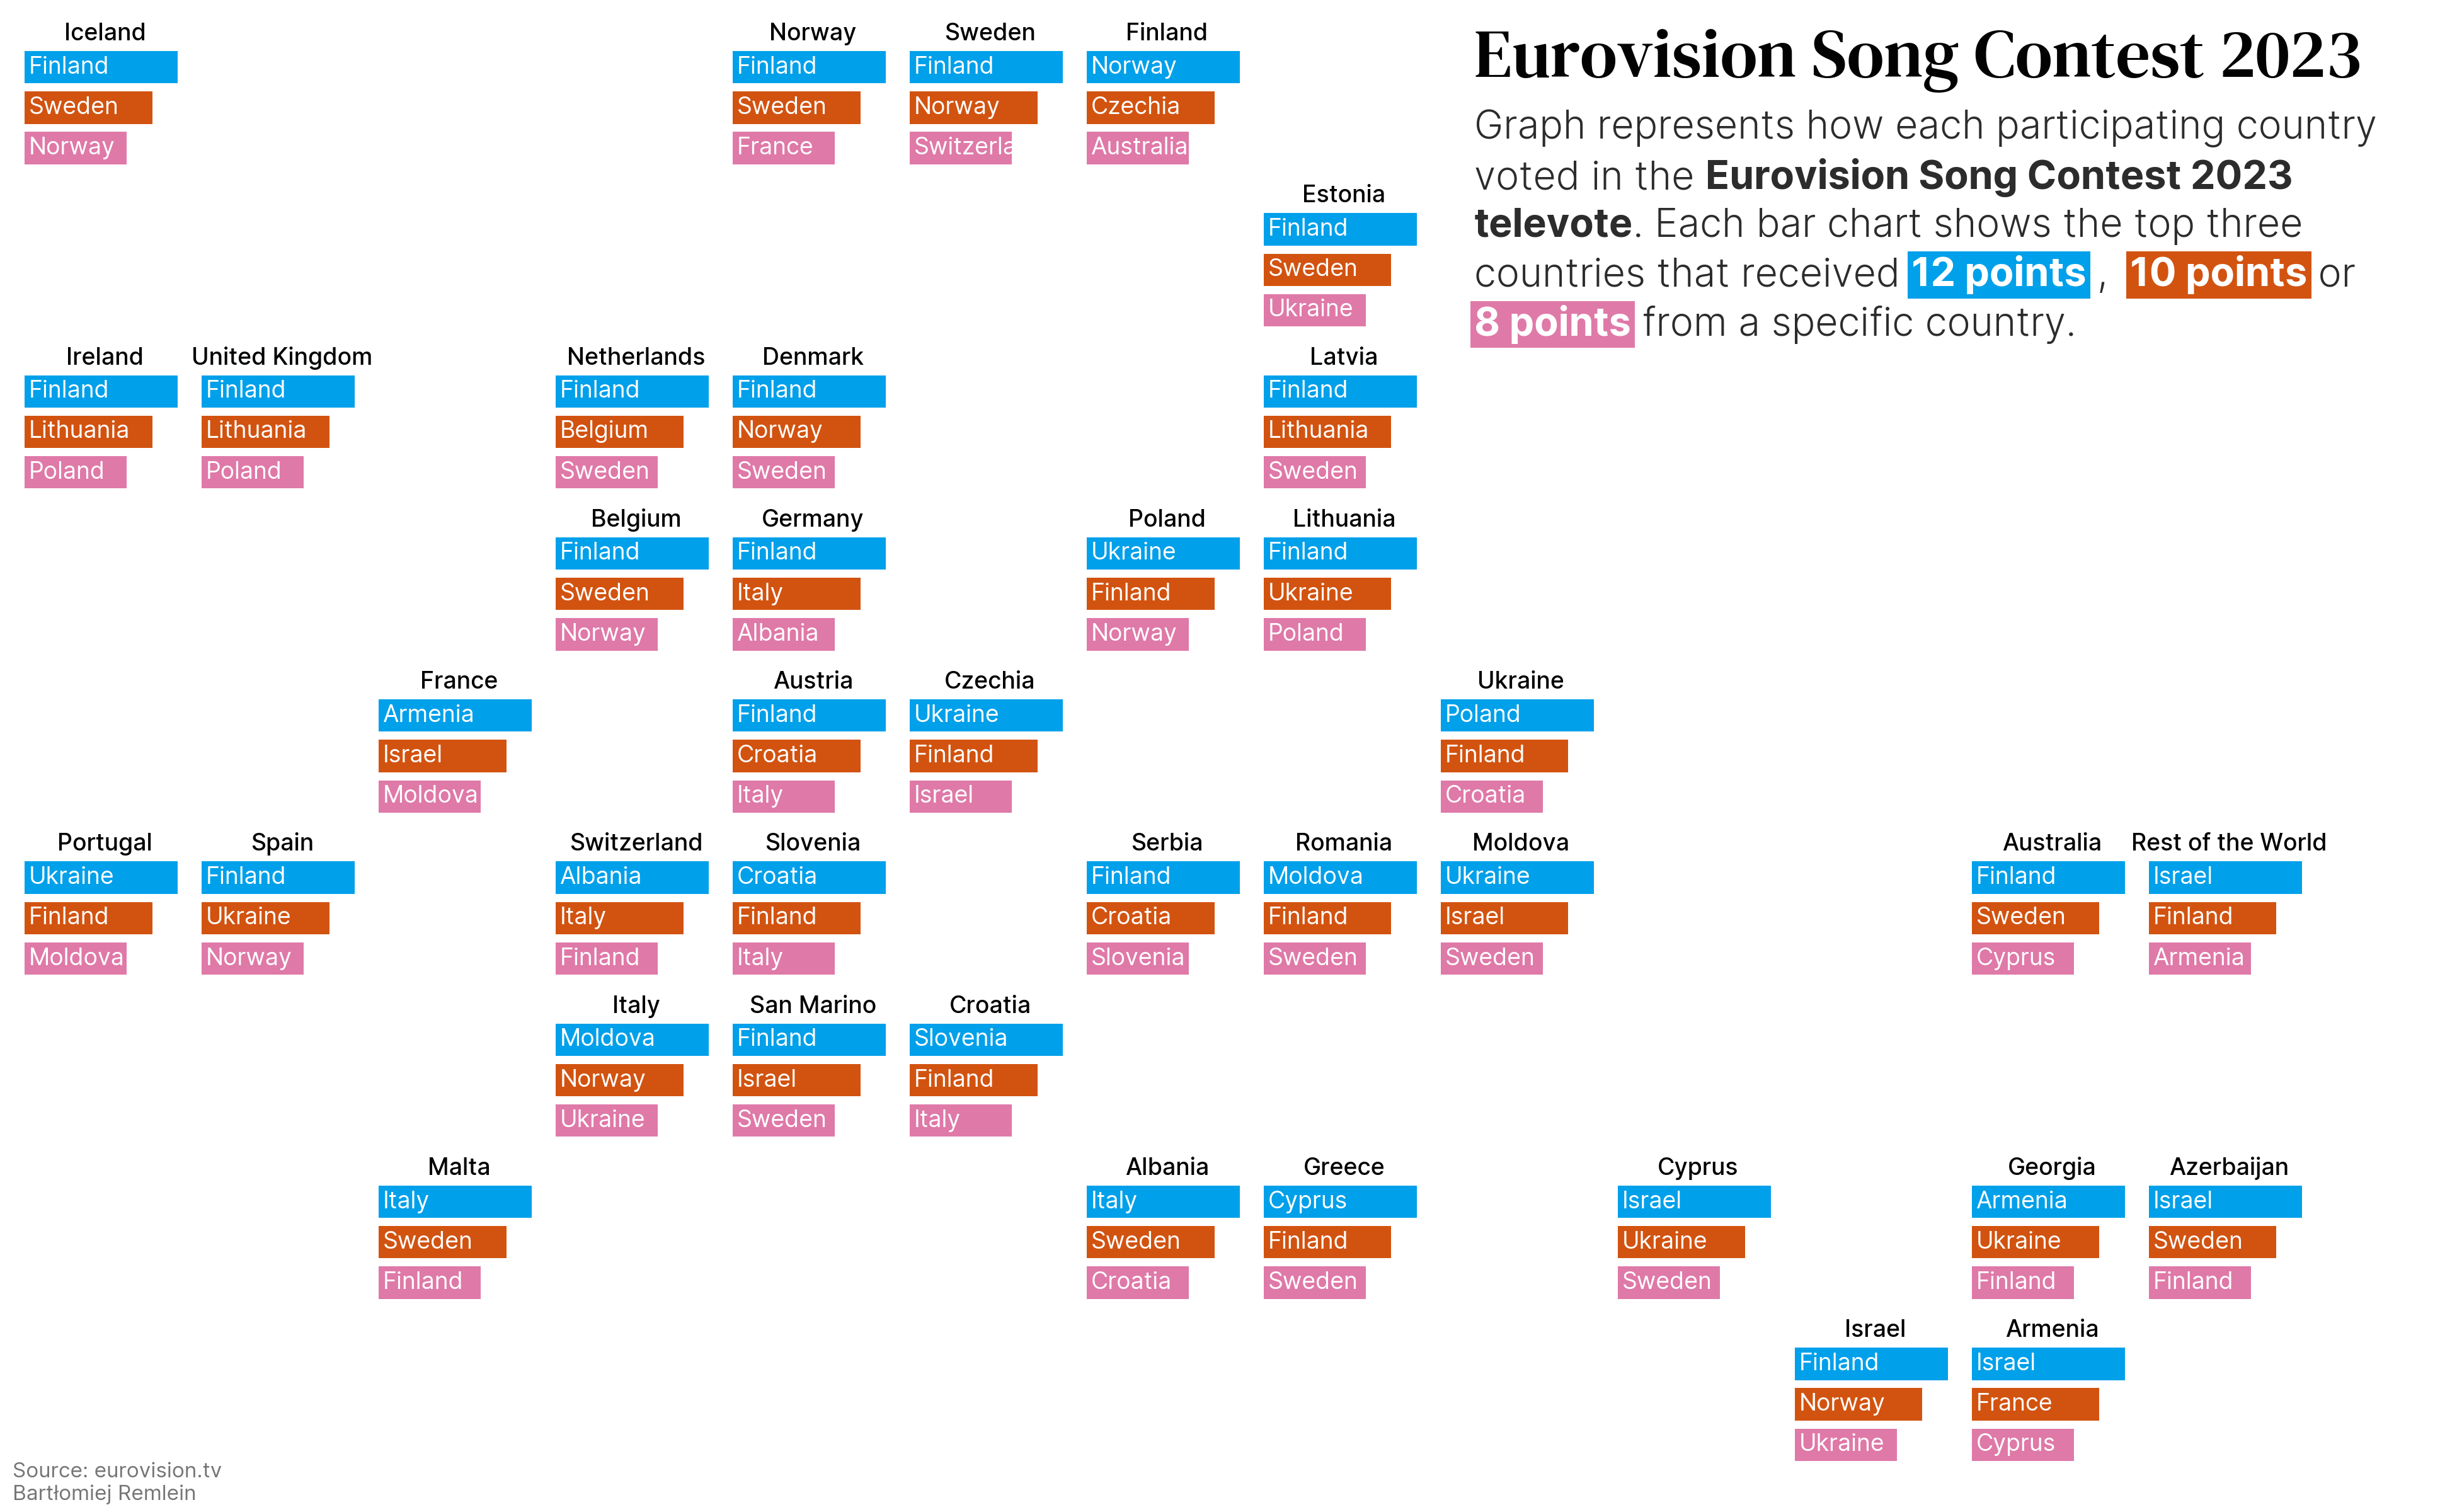 Eurovision Song Contest 2023
Graph represents how each participating country
voted in the Eurovision Song Contest 2023
televote. Each bar chart shows the top three
countries that received 12 points , 10 points or
8 points from a specific country.
Iceland
Finland
Sweden
Norway
Norway
Finland
Sweden
France
Sweden
Finland
Norway
Switzerla
Finland
Norway
Czechia
Australia
Estonia
Finland
Sweden
Ukraine
Ireland
Finland
Lithuania
Poland
United Kingdom
Finland
Lithuania
Poland
Netherlands
Finland
Belgium
Sweden
Denmark
Finland
Norway
Sweden
Latvia
Finland
Lithuania
Sweden
Belgium
Finland
Sweden
Norway
Germany
Finland
Italy
Albania
Poland
Ukraine
Finland
Norway
Lithuania
Finland
Ukraine
Poland
France
Armenia
Israel
Moldova
Austria
Finland
Croatia
Italy
Czechia
Ukraine
Finland
Israel
Ukraine
Poland
Finland
Croatia
Portugal
Ukraine
Finland
Moldova
Spain
Finland
Ukraine
Norway
Switzerland
Albania
Italy
Finland
Slovenia
Croatia
Finland
Italy
Serbia
Finland
Croatia
Slovenia
Romania
Moldova
Finland
Sweden
Moldova
Ukraine
Israel
Sweden
Australia
Finland
Sweden
Cyprus
Rest of the World
Israel
Finland
Armenia
Italy
Moldova
Norway
Ukraine
San Marino
Finland
Israel
Sweden
Croatia
Slovenia
Finland
Italy
Malta
Italy
Sweden
Finland
Albania
Italy
Sweden
Croatia
Greece
Cyprus
Finland
Sweden
Cyprus
Israel
Ukraine
Sweden
Georgia
Armenia
Ukraine
Finland
Azerbaijan
Israel
Sweden
Finland
Israel
Finland
Norway
Ukraine
Armenia
Israel
France
Cyprus
Source: eurovision.tv
Bartłomiej Remlein